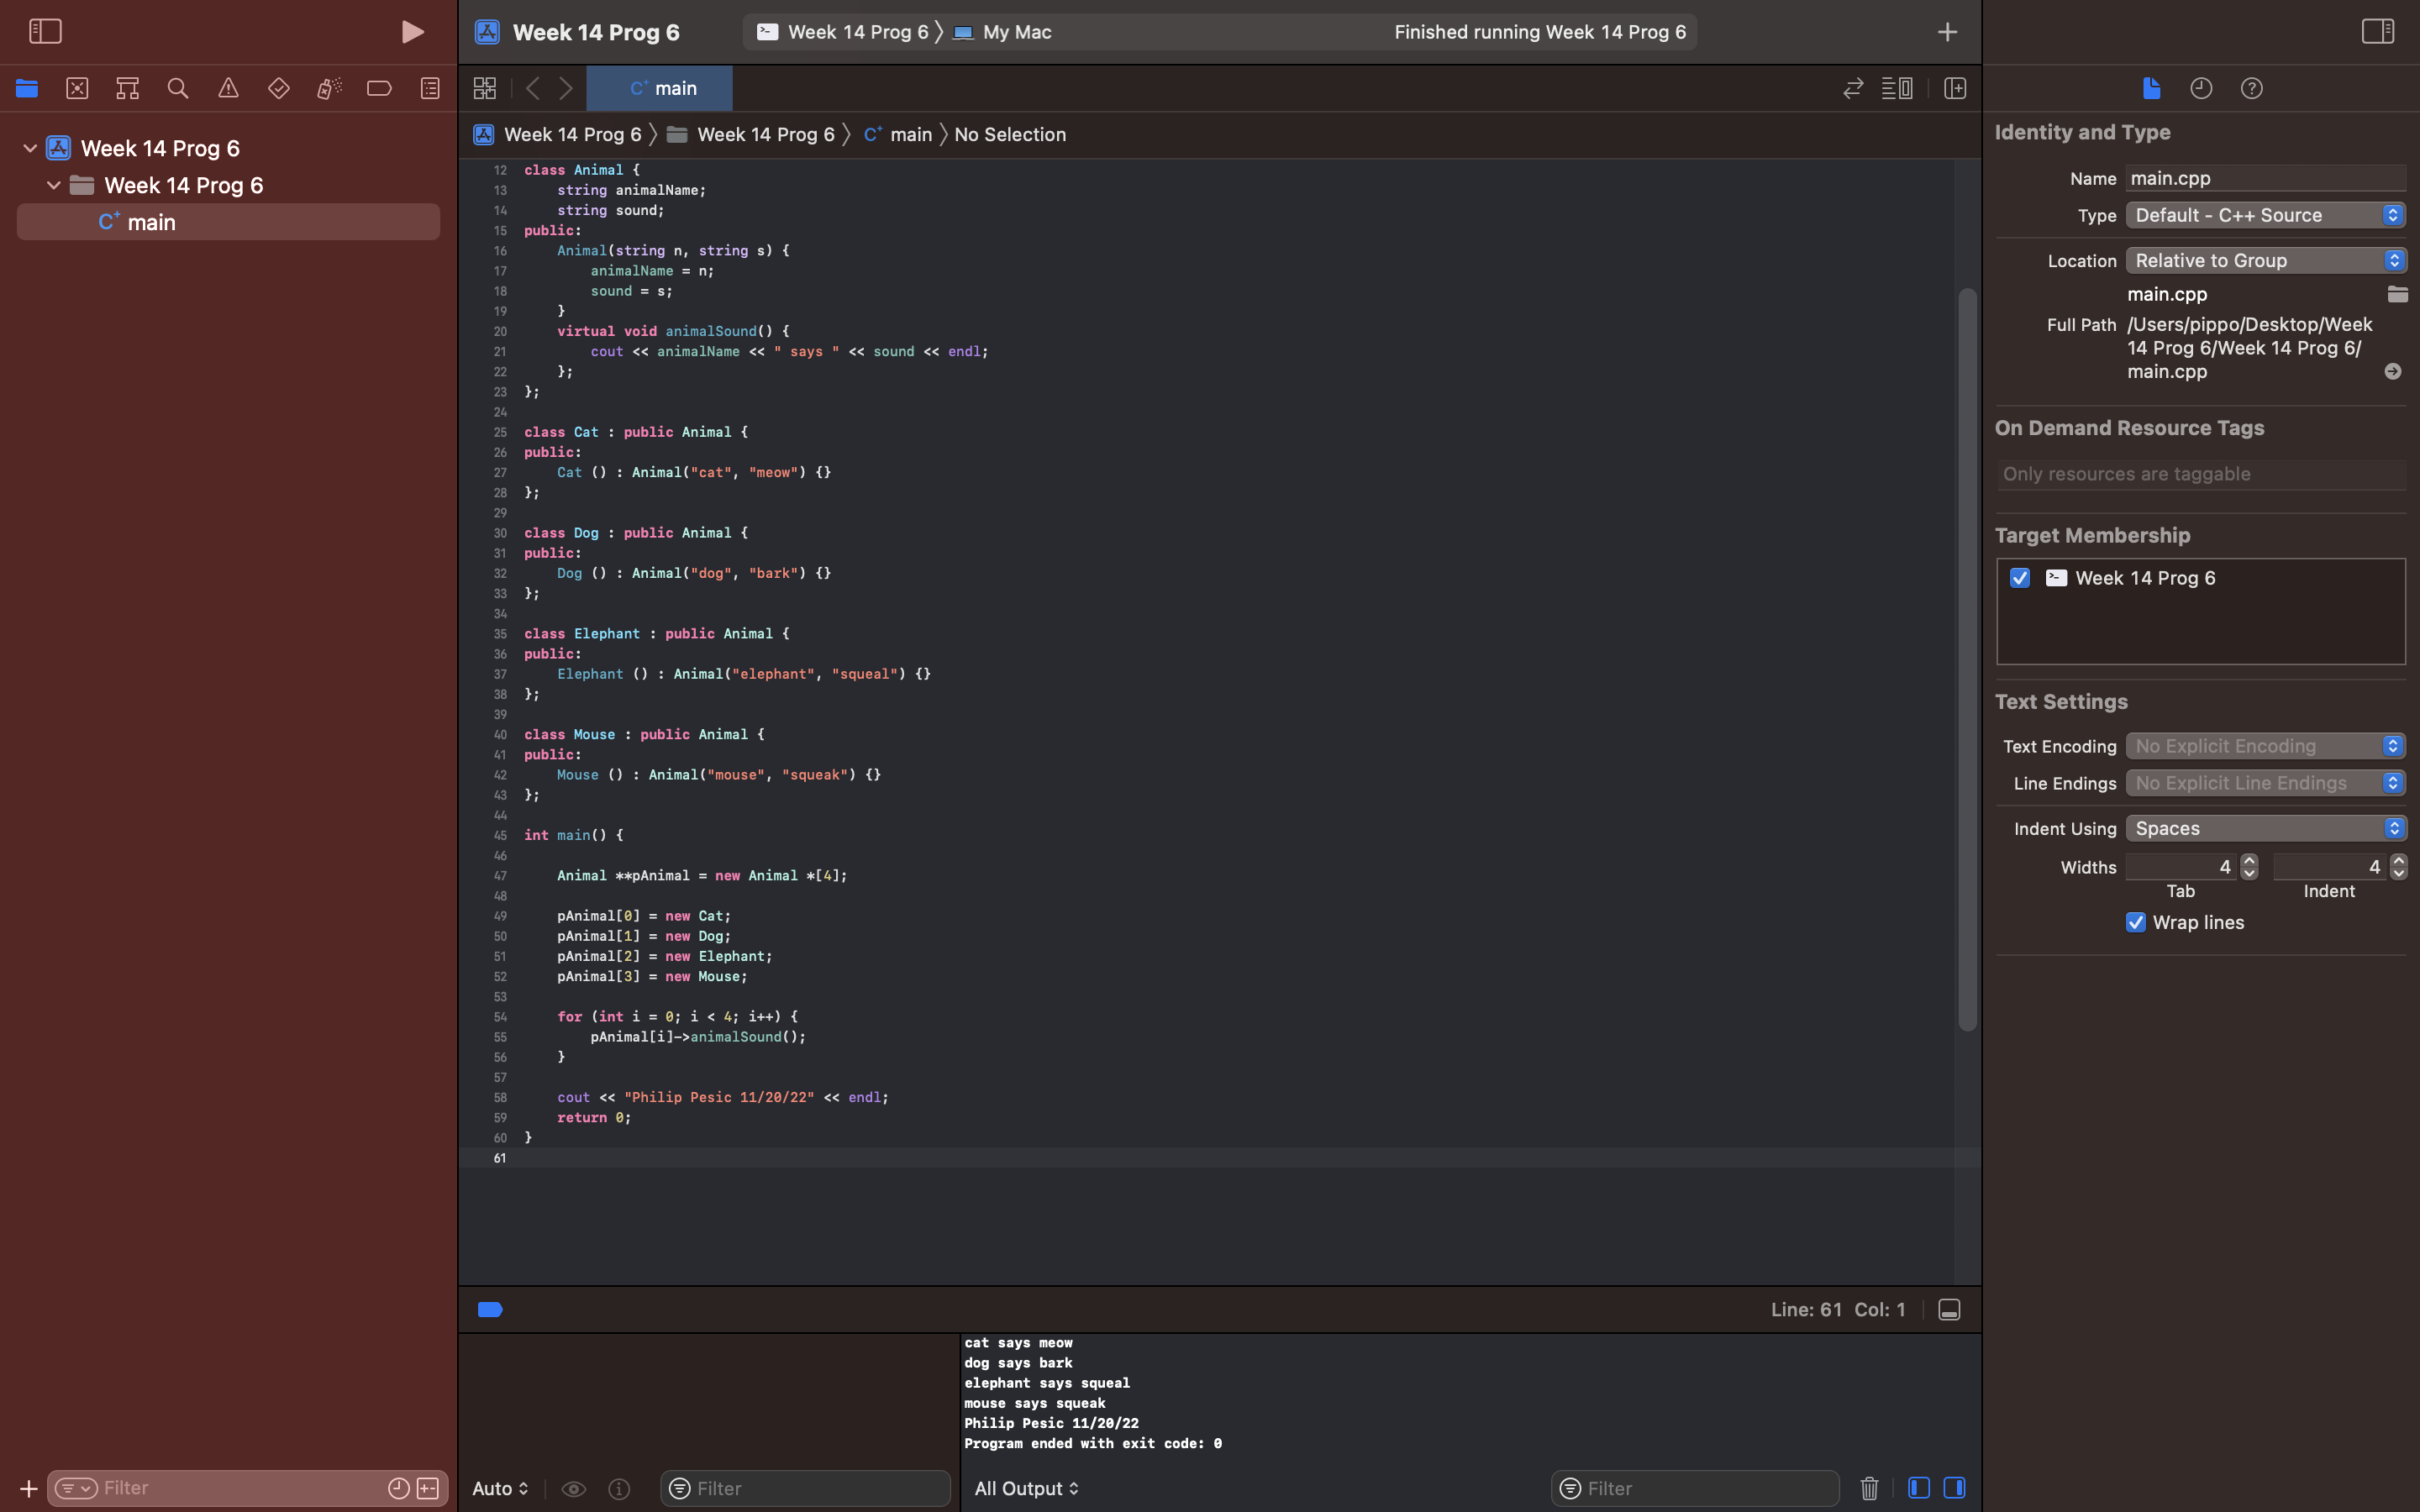 Week 14 Prog 6
Week 14 Prog 6 〉 My Mac
Finished running Week 14 Prog 6
main
Week 14 Prog 6 〉 Week 14 Prog 6 〉 main 〉 No Selection
Week 14 Prog 6
Week 14 Prog 6
main
12 class Animal {
13     string animalName;
14     string sound;
15 public:
16     Animal(string n, string s) {
17         animalName = n;
18         sound = s;
19     }
20     virtual void animalSound() {
21         cout << animalName << " says " << sound << endl;
22     };
23 };
24
25 class Cat : public Animal {
26 public:
27     Cat () : Animal("cat", "meow") {}
28 };
29
30 class Dog : public Animal {
31 public:
32     Dog () : Animal("dog", "bark") {}
33 };
34
35 class Elephant : public Animal {
36 public:
37     Elephant () : Animal("elephant", "squeal") {}
38 };
39
40 class Mouse : public Animal {
41 public:
42     Mouse () : Animal("mouse", "squeak") {}
43 };
44
45 int main() {
46
47     Animal **pAnimal = new Animal *[4];
48
49     pAnimal[0] = new Cat;
50     pAnimal[1] = new Dog;
51     pAnimal[2] = new Elephant;
52     pAnimal[3] = new Mouse;
53
54     for (int i = 0; i < 4; i++) {
55         pAnimal[i]->animalSound();
56     }
57
58     cout << "Philip Pesic 11/20/22" << endl;
59     return 0;
60 }
61
Line: 61 Col: 1
cat says meow
dog says bark
elephant says squeal
mouse says squeak
Philip Pesic 11/20/22
Program ended with exit code: 0
Filter
Auto
Filter
All Output
Filter
Identity and Type
Name main.cpp
Type Default - C++ Source
Location Relative to Group
main.cpp
Full Path /Users/pippo/Desktop/Week
14 Prog 6/Week 14 Prog 6/
main.cpp
On Demand Resource Tags
Only resources are taggable
Target Membership
Week 14 Prog 6
Text Settings
Text Encoding No Explicit Encoding
Line Endings No Explicit Line Endings
Indent Using Spaces
Widths 4 4
Tab Indent
Wrap lines